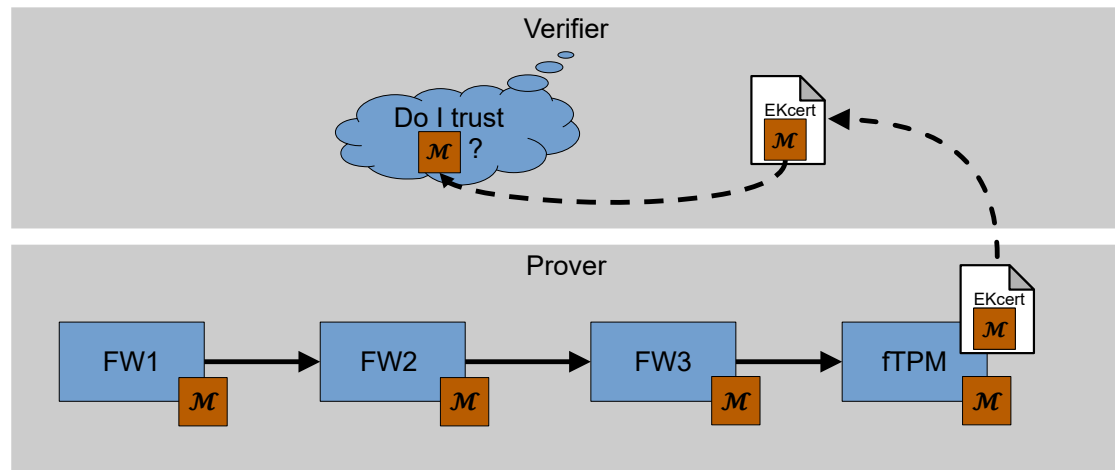 Verifier
Do I trust
ℳ ?
EKcert
ℳ
Prover
EKcert
ℳ
FW1
ℳ
FW2
ℳ
FW3
ℳ
fTPM
ℳ